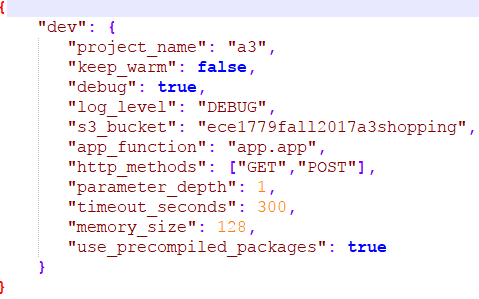 {
    "dev": {
        "project_name": "a3",
        "keep_warm": false,
        "debug": true,
        "log_level": "DEBUG",
        "s3_bucket": "ece1779fall2017a3shopping",
        "app_function": "app.app",
        "http_methods": ["GET","POST"],
        "parameter_depth": 1,
        "timeout_seconds": 300,
        "memory_size": 128,
        "use_precompiled_packages": true
    }
}